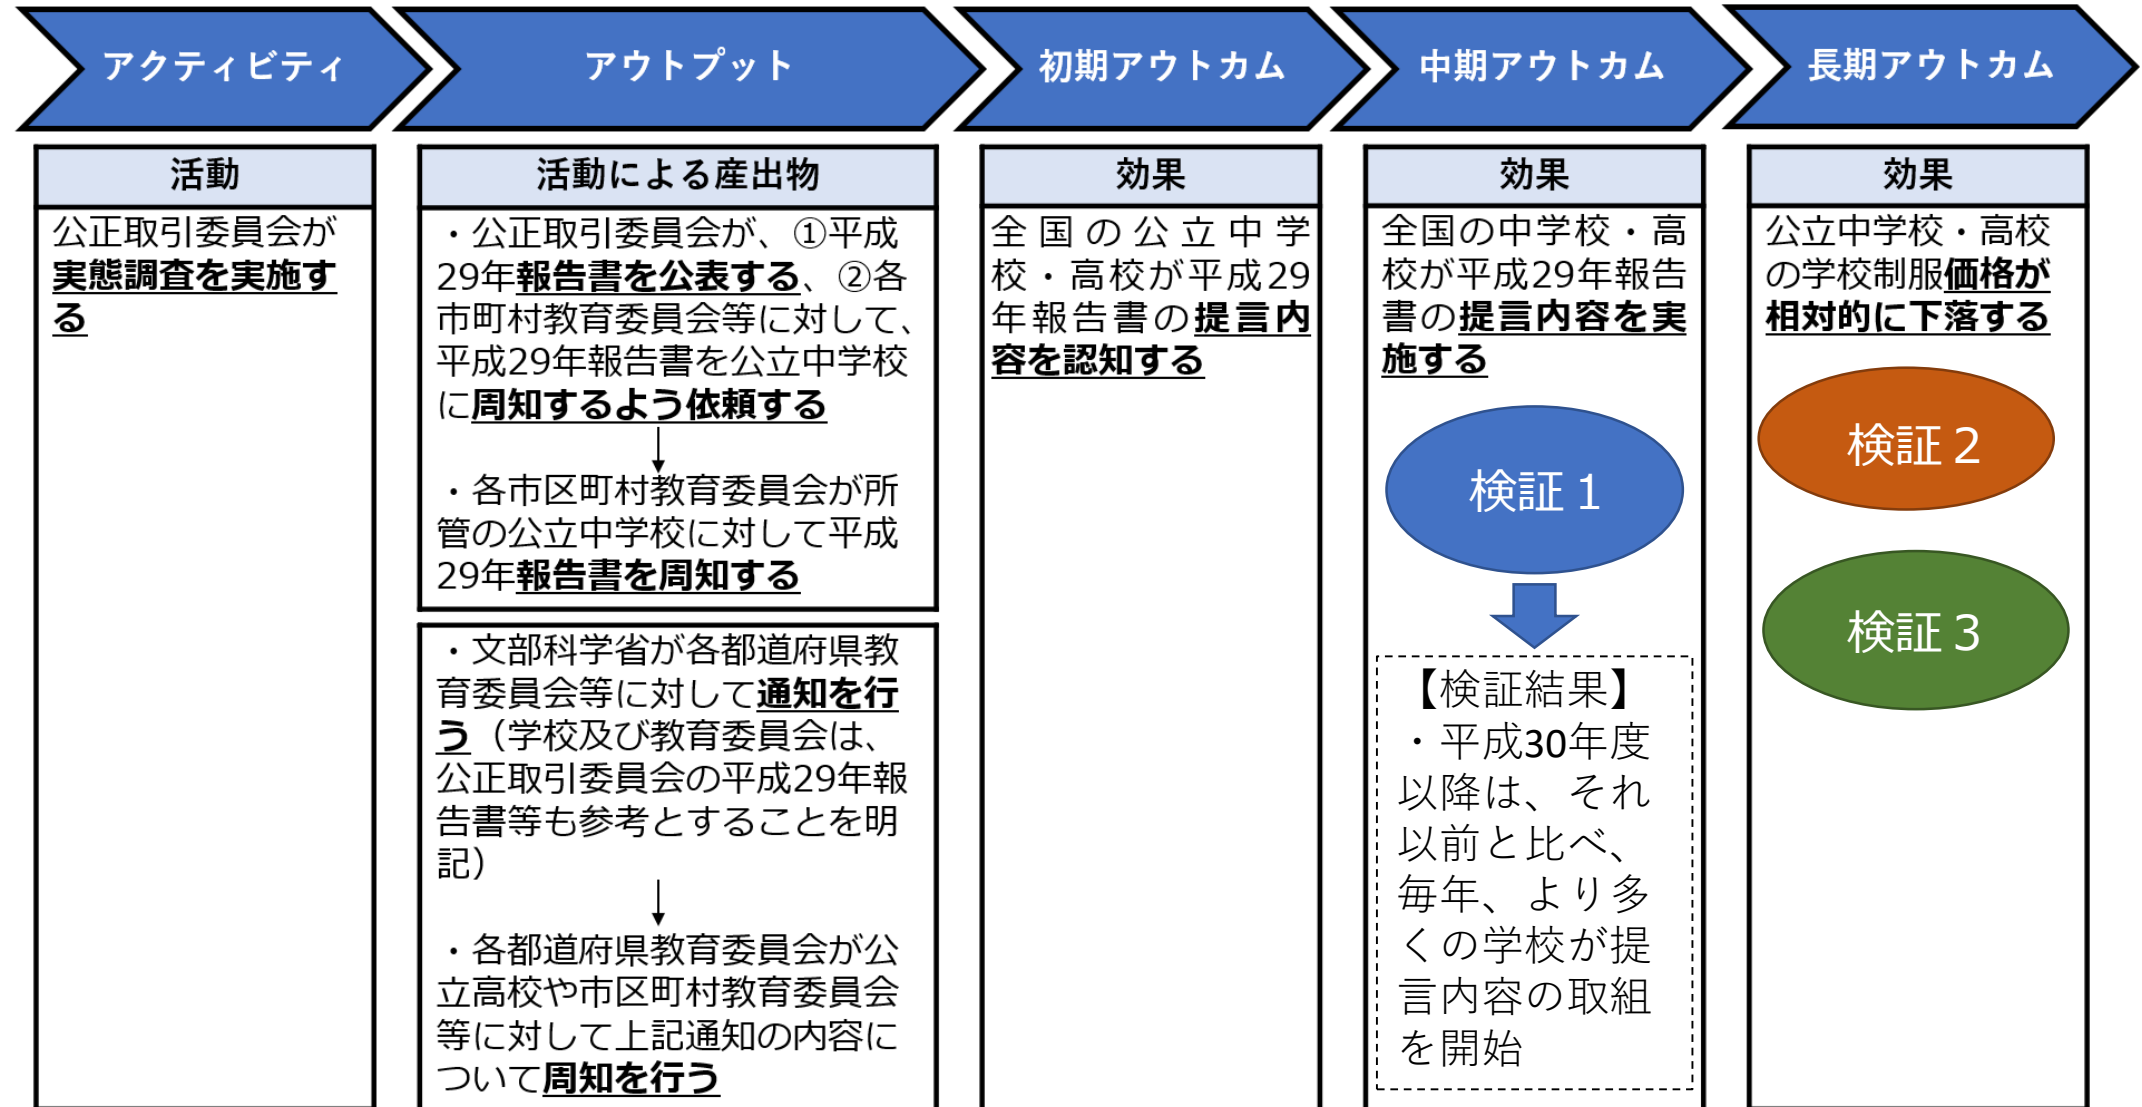 アクティビティ
アウトプット
初期アウトカム
中期アウトカム
長期アウトカム
活動
公正取引委員会が
実態調査を実施す
る
活動による産出物
・公正取引委員会が、①平成
29年報告書を公表する、②各
市町村教育委員会等に対して、
平成29年報告書を公立中学校
に周知するよう依頼する
・各市区町村教育委員会が所
管の公立中学校に対して平成
29年報告書を周知する
・文部科学省が各都道府県教
育委員会等に対して通知を行
う（学校及び教育委員会は、
公正取引委員会の平成29年報
告書等も参考とすることを明
記）
・各都道府県教育委員会が公
立高校や市区町村教育委員会
等に対して上記通知の内容に
ついて周知を行う
効果
全国の公立中学
校・高校が平成29
年報告書の提言内
容を認知する
効果
全国の中学校・高
校が平成29年報告
書の提言内容を実
施する
検証１
【検証結果】
・平成30年度
以降は、それ
以前と比べ、
毎年、より多
くの学校が提
言内容の取組
を開始
効果
公立中学校・高校
の学校制服価格が
相対的に下落する
検証２
検証３